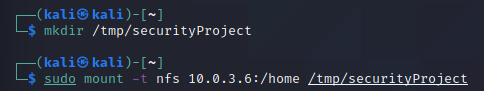 ┌──(kali㉿kali)-[~]
└─$ mkdir /tmp/securityProject
┌──(kali㉿kali)-[~]
└─$ sudo mount -t nfs 10.0.3.6:/home /tmp/securityProject